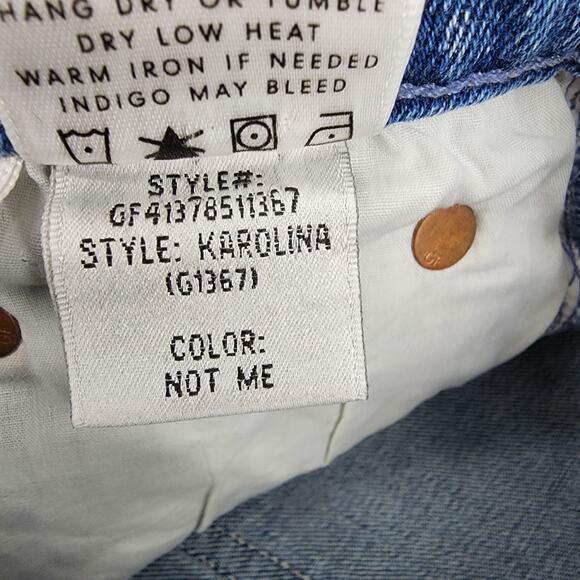 HANG DRY OR TUMBLE
DRY LOW HEAT
WARM IRON IF NEEDED
INDIGO MAY BLEED
STYLE#:
GF41378511367
STYLE: KAROLINA
(G1367)
COLOR:
NOT ME
GF